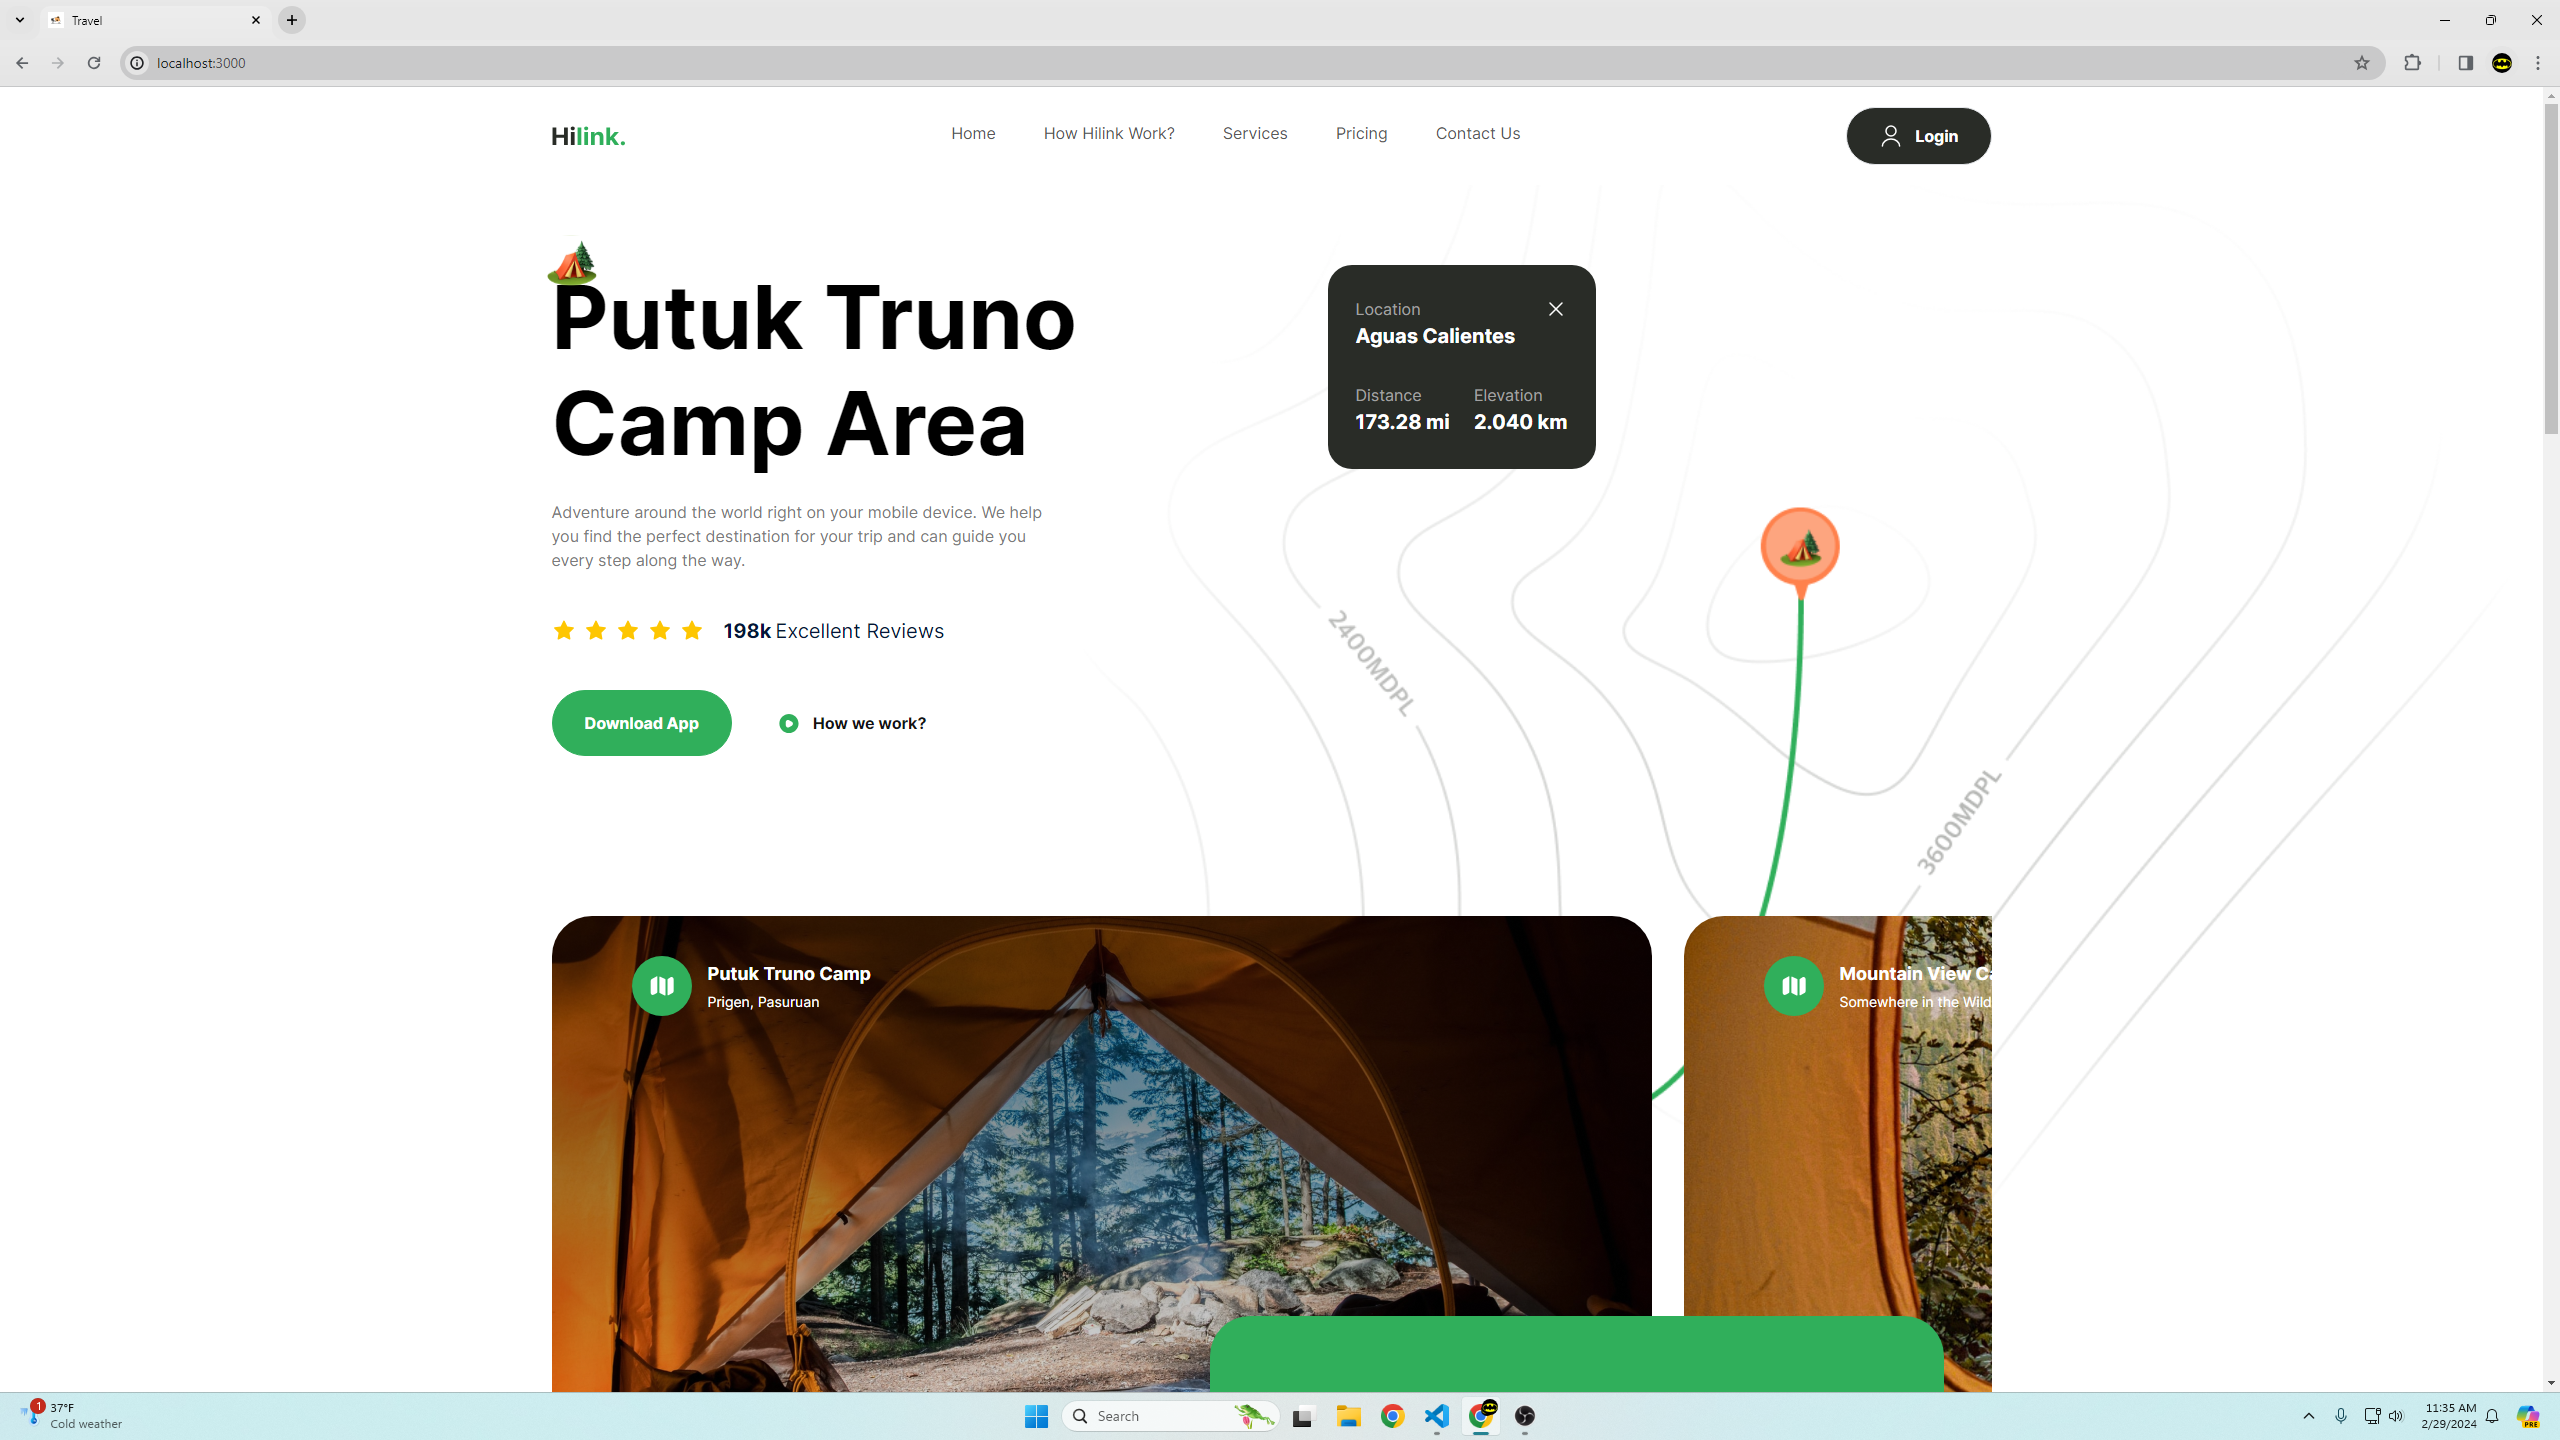 Travel
localhost:3000
Hilink.
Home
How Hilink Work?
Services
Pricing
Contact Us
Login
Putuk Truno
Camp Area
Location
Aguas Calientes
Distance
Elevation
173.28 mi
2.040 km
Adventure around the world right on your mobile device. We help
you find the perfect destination for your trip and can guide you
every step along the way.
198k Excellent Reviews
Download App
How we work?
2400MDPL
3600MDPL
Putuk Truno Camp
Prigen, Pasuruan
Mountain View Ca
Somewhere in the Wild
1
37°F
Cold weather
Search
11:35 AM
2/29/2024
PRE